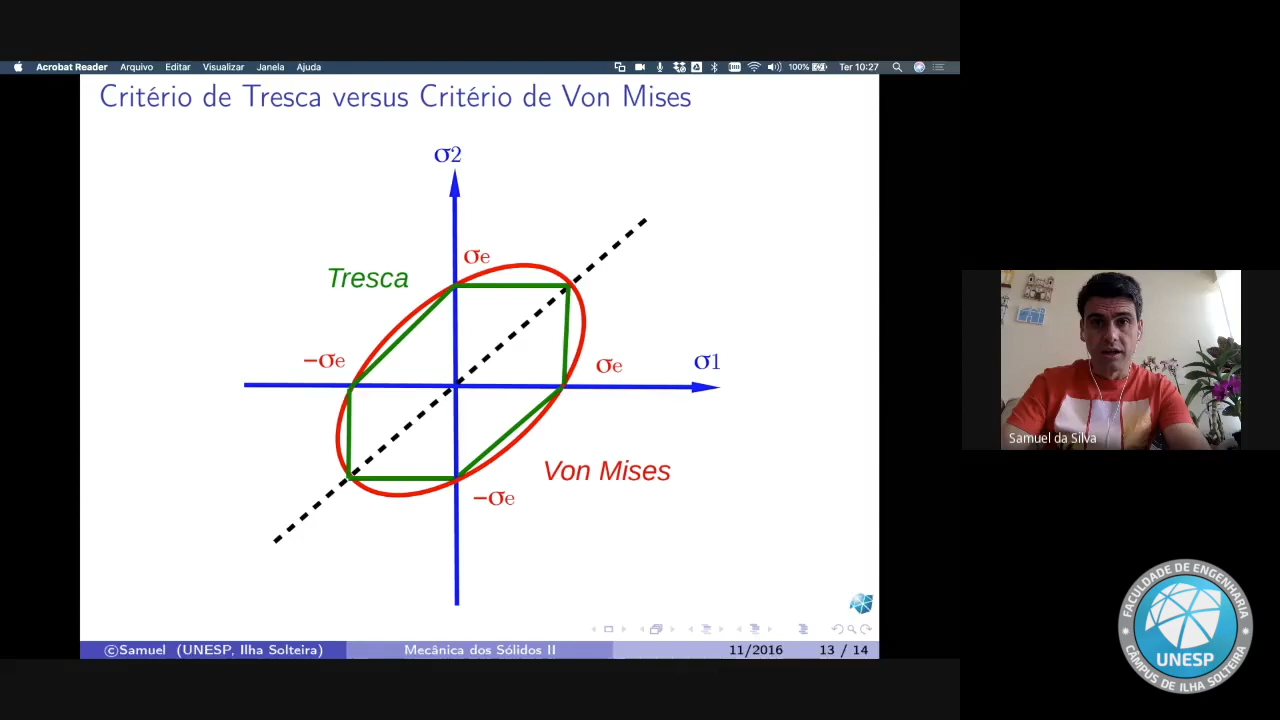 Acrobat Reader Arquivo Editar Visualizar Janela Ajuda 100% Ter 10:27
Critério de Tresca versus Critério de Von Mises
σ2
σe
Tresca
−σe
σe
σ1
Von Mises
−σe
©Samuel (UNESP, Ilha Solteira) Mecânica dos Sólidos II 11/2016 13 / 14
Samuel da Silva
FACULDADE DE ENGENHARIA
UNESP
CÂMPUS DE ILHA SOLTEIRA